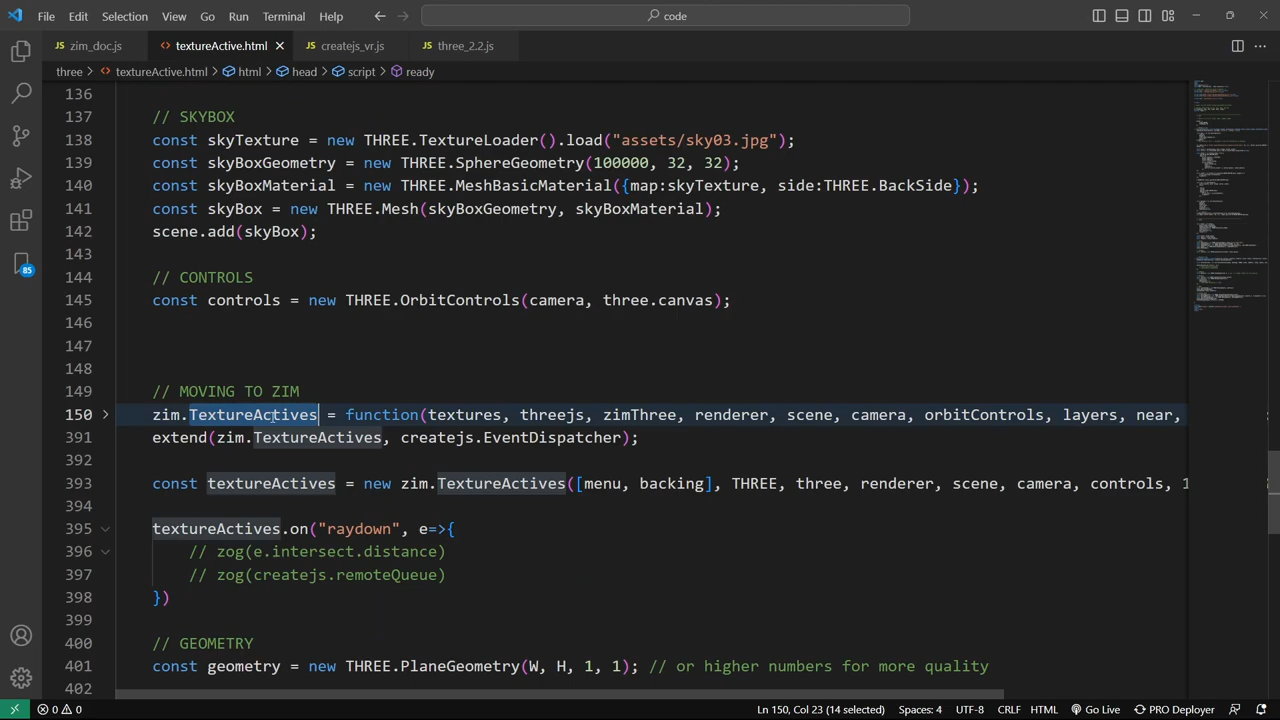 File Edit Selection View Go Run Terminal Help code
zim_doc.js textureActive.html createjs_vr.js three_2.2.js
three > textureActive.html > html > head > script > ready
136
137 // SKYBOX
138 const skyTexture = new THREE.TextureLoader().load("assets/sky03.jpg");
139 const skyBoxGeometry = new THREE.SphereGeometry(100000, 32, 32);
140 const skyBoxMaterial = new THREE.MeshBasicMaterial({map:skyTexture, side:THREE.BackSide});
141 const skyBox = new THREE.Mesh(skyBoxGeometry, skyBoxMaterial);
142 scene.add(skyBox);
143
144 // CONTROLS
145 const controls = new THREE.OrbitControls(camera, three.canvas);
146
147
148
149 // MOVING TO ZIM
150 zim.TextureActives = function(textures, threejs, zimThree, renderer, scene, camera, orbitControls, layers, near,
391 extend(zim.TextureActives, createjs.EventDispatcher);
392
393 const textureActives = new zim.TextureActives([menu, backing], THREE, three, renderer, scene, camera, controls, 1
394
395 textureActives.on("raydown", e=>{
396 // zog(e.intersect.distance)
397 // zog(createjs.remoteQueue)
398 })
399
400 // GEOMETRY
401 const geometry = new THREE.PlaneGeometry(W, H, 1, 1); // or higher numbers for more quality
402
85
0 0 Ln 150, Col 23 (14 selected) Spaces: 4 UTF-8 CRLF HTML Go Live PRO Deployer